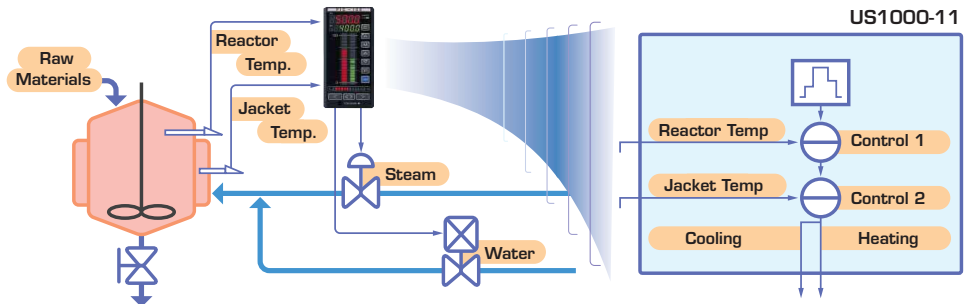 US1000-11
Raw
Materials
Reactor
Temp.
Jacket
Temp.
Steam
Water
Reactor Temp
Control 1
Jacket Temp
Control 2
Cooling
Heating